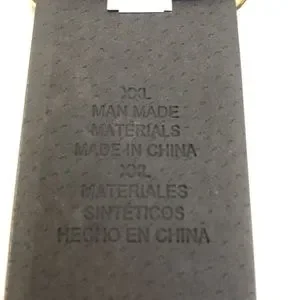 XXL
MAN MADE
MATERIALS
MADE IN CHINA
XXL
MATERIALES
SINTÉTICOS
HECHO EN CHINA